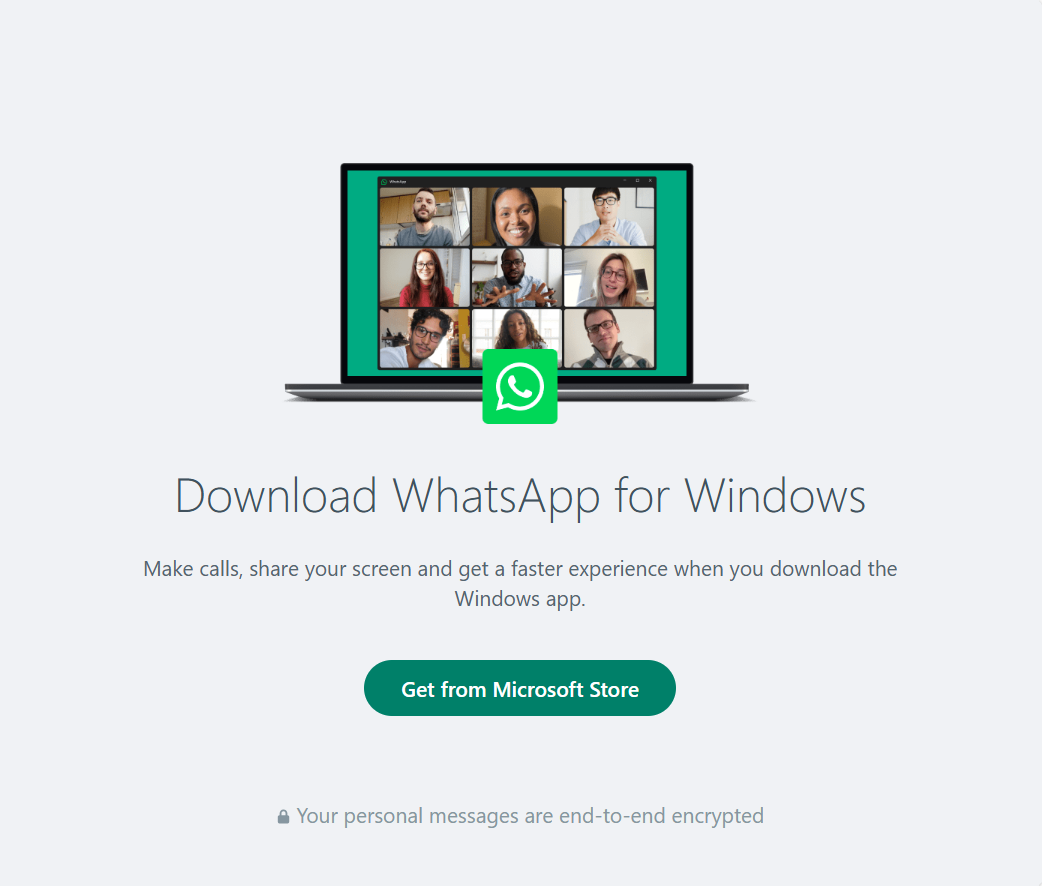 WhatsApp
Download WhatsApp for Windows
Make calls, share your screen and get a faster experience when you download the
Windows app.
Get from Microsoft Store
Your personal messages are end-to-end encrypted